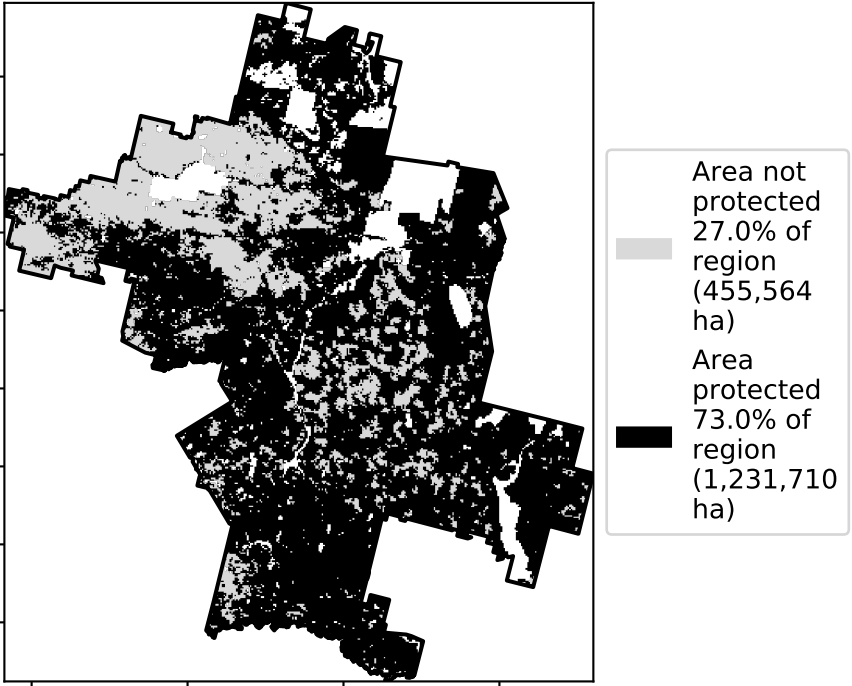 Area not
protected
27.0% of
region
(455,564
ha)
Area
protected
73.0% of
region
(1,231,710
ha)